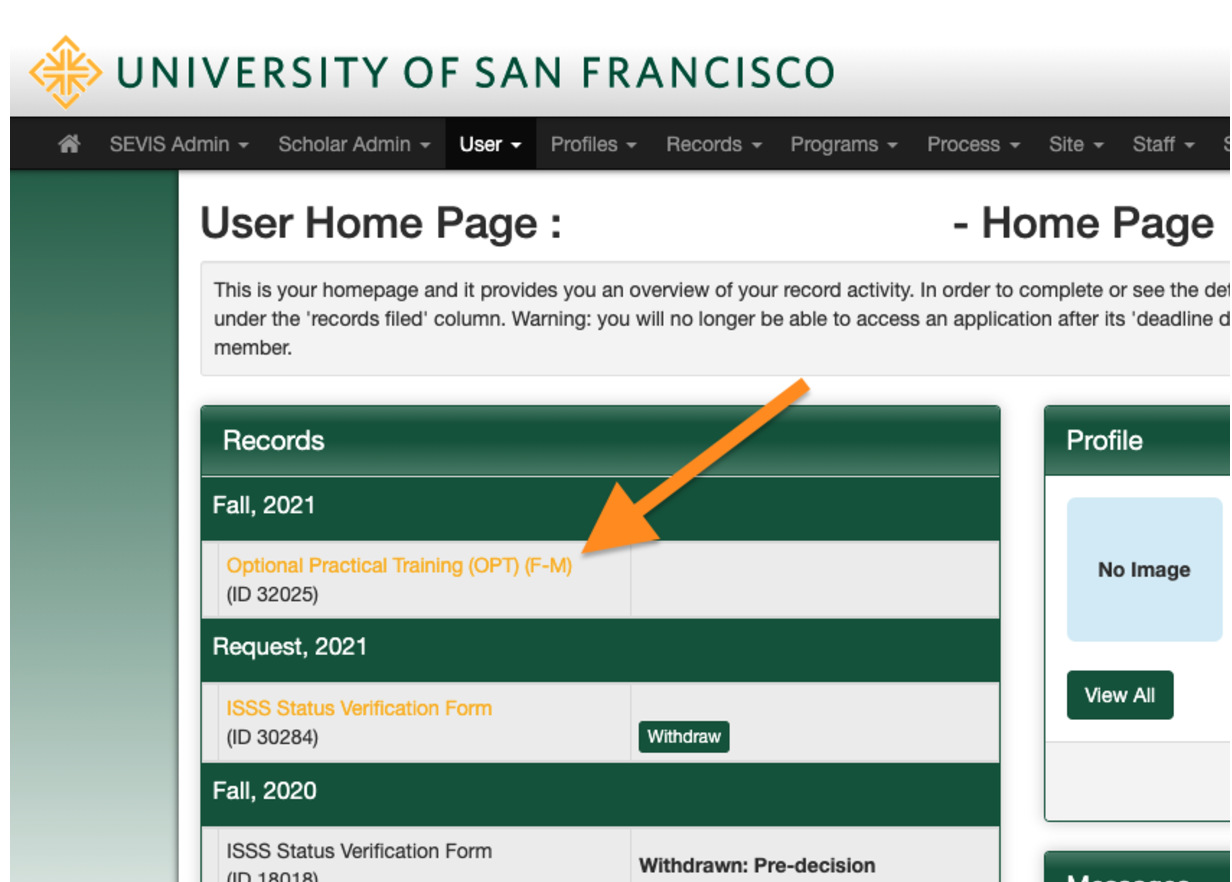 UNIVERSITY OF SAN FRANCISCO
SEVIS Admin Scholar Admin User Profiles Records Programs Process Site Staff
User Home Page : - Home Page
This is your homepage and it provides you an overview of your record activity. In order to complete or see the det
under the 'records filed' column. Warning: you will no longer be able to access an application after its 'deadline d
member.
Records
Profile
Fall, 2021
Optional Practical Training (OPT) (F-M)
(ID 32025)
No Image
Request, 2021
ISSS Status Verification Form
(ID 30284)
Withdraw
View All
Fall, 2020
ISSS Status Verification Form
(ID 18018)
Withdrawn: Pre-decision
Messages